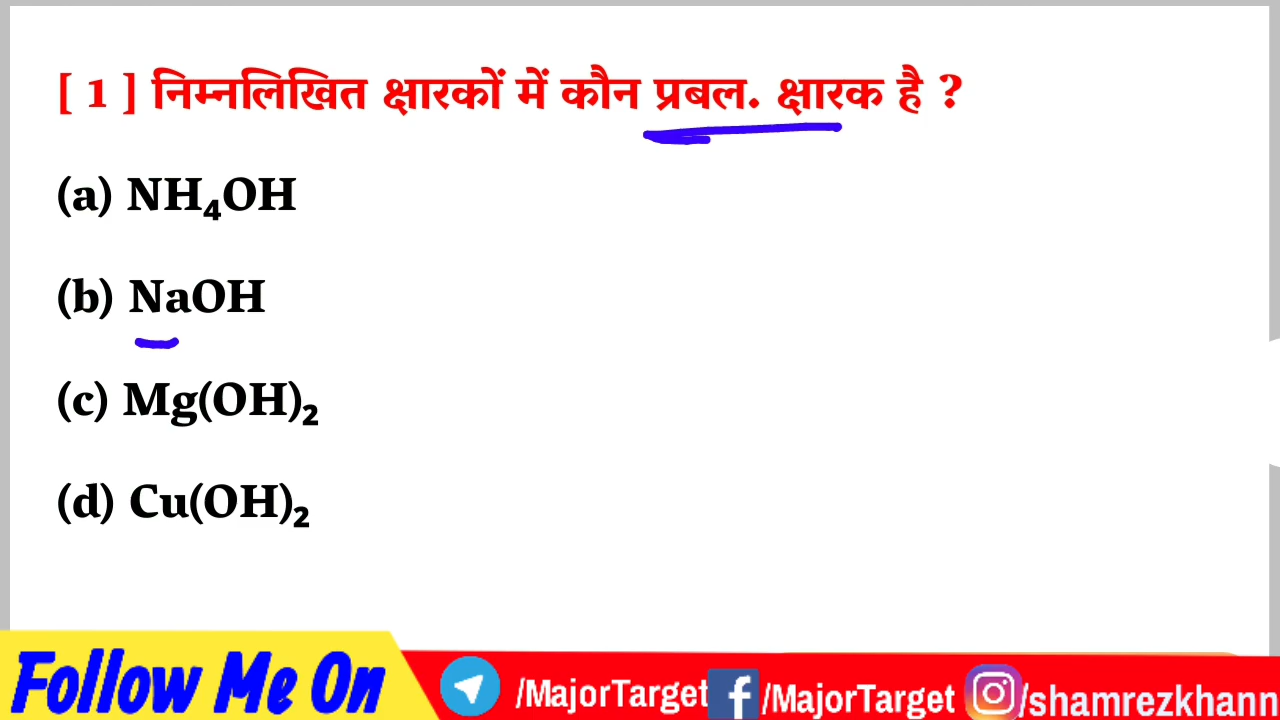 [ 1 ] निम्नलिखित क्षारकों में कौन प्रबल. क्षारक है ?
(a) NH₄OH
(b) NaOH
(c) Mg(OH)₂
(d) Cu(OH)₂
Follow Me On /MajorTarget /MajorTarget /shamrezkhann